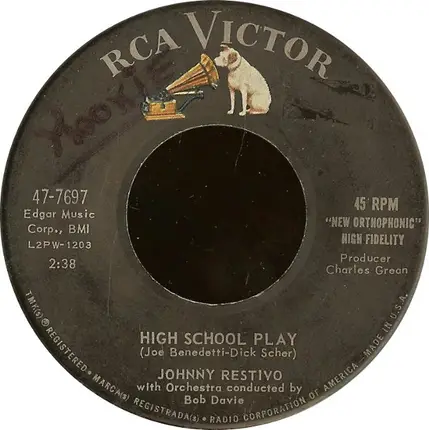 RCA VICTOR
MOOKIE
47-7697
Edgar Music
Corp., BMI
L2PW-1203
2:38
45 RPM
"NEW ORTHOPHONIC"
HIGH FIDELITY
Producer
Charles Grean
HIGH SCHOOL PLAY
(Joe Benedetti-Dick Scher)
JOHNNY RESTIVO
with Orchestra conducted by
Bob Davie
TMK(s) ® REGISTERED • MARCA(s) REGISTRADA(s) • RADIO CORPORATION OF AMERICA — MADE IN U.S.A.